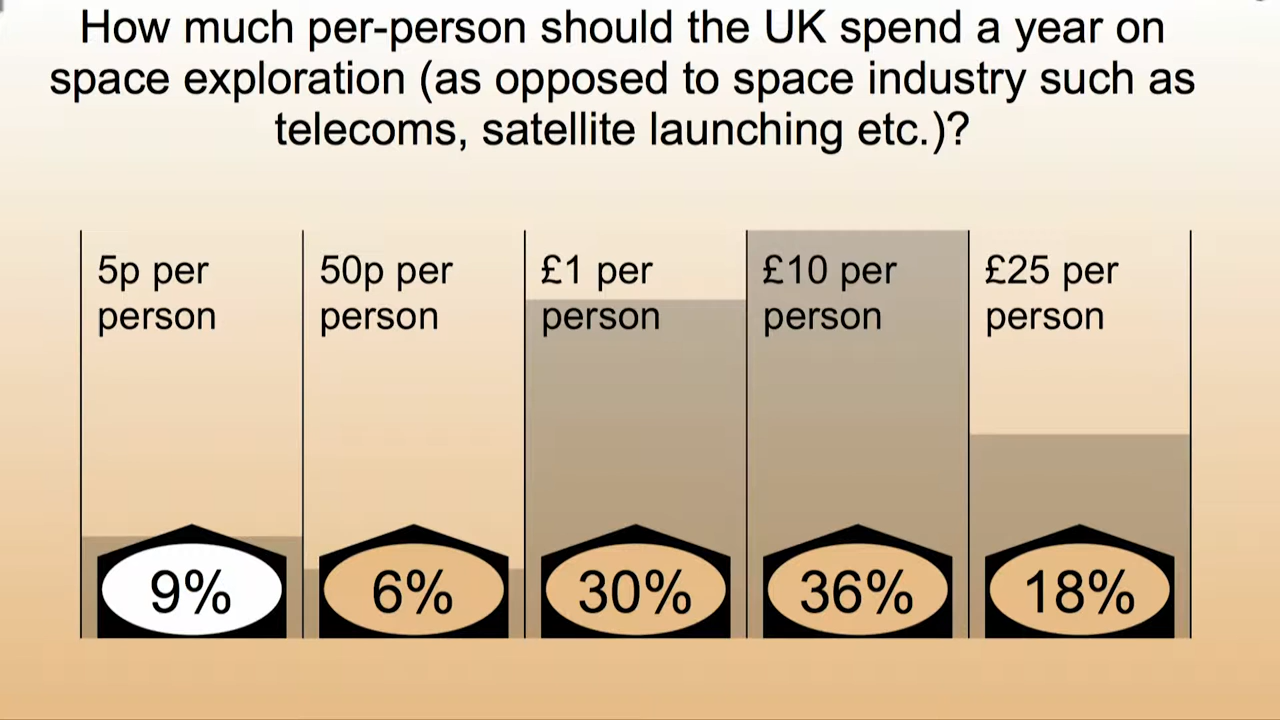 How much per-person should the UK spend a year on
space exploration (as opposed to space industry such as
telecoms, satellite launching etc.)?
5p per
person
50p per
person
£1 per
person
£10 per
person
£25 per
person
9%
6%
30%
36%
18%